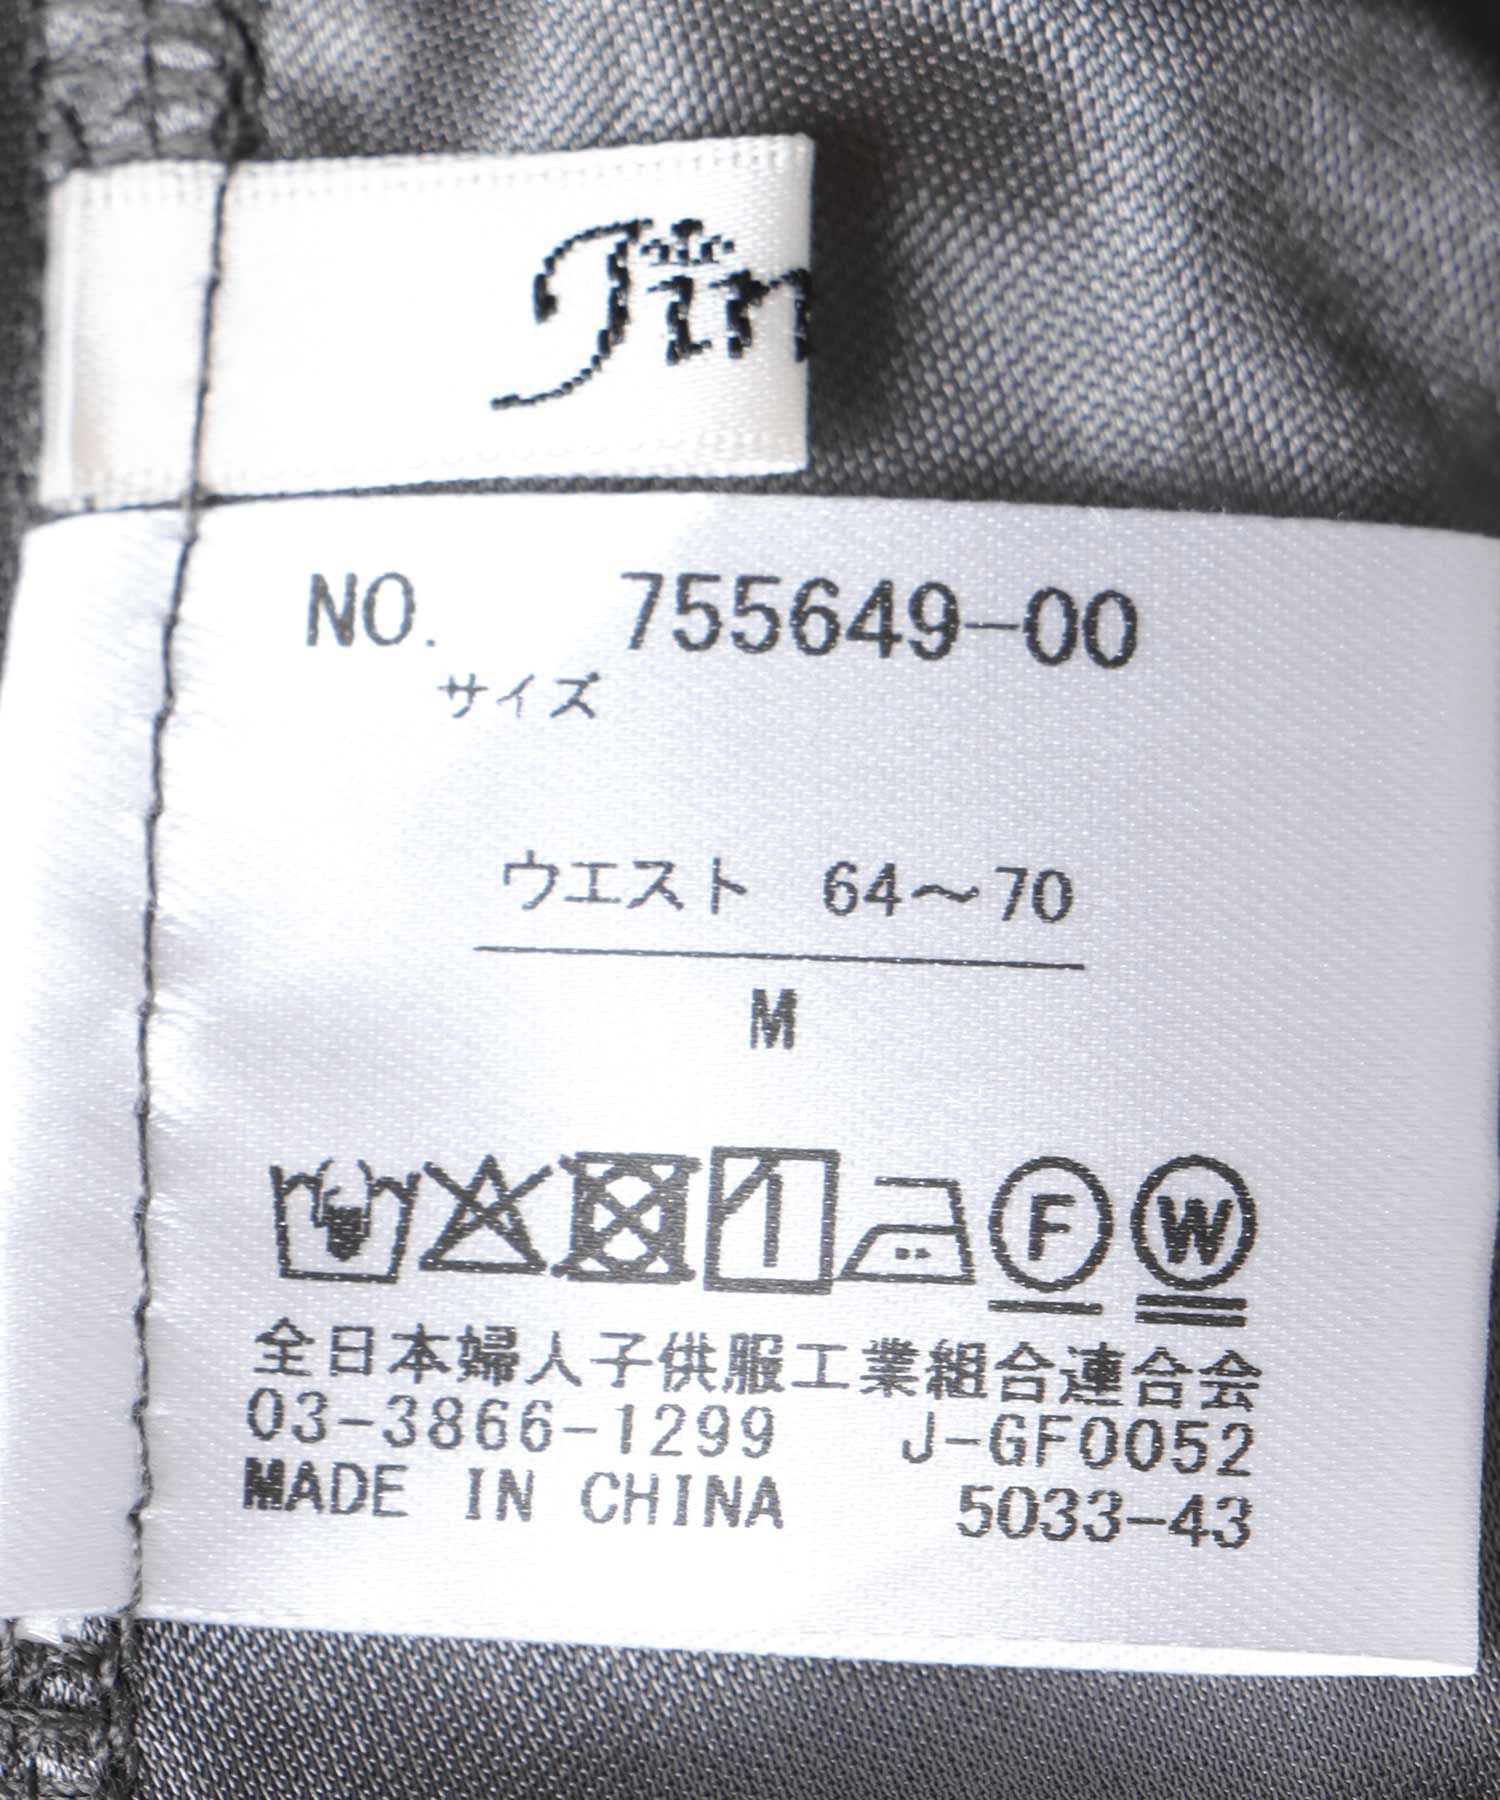 Jin
NO. 755649-00
サイズ
ウエスト 64～70
M
F W
全日本婦人子供服工業組合連合会
03-3866-1299 J-GF0052
MADE IN CHINA 5033-43